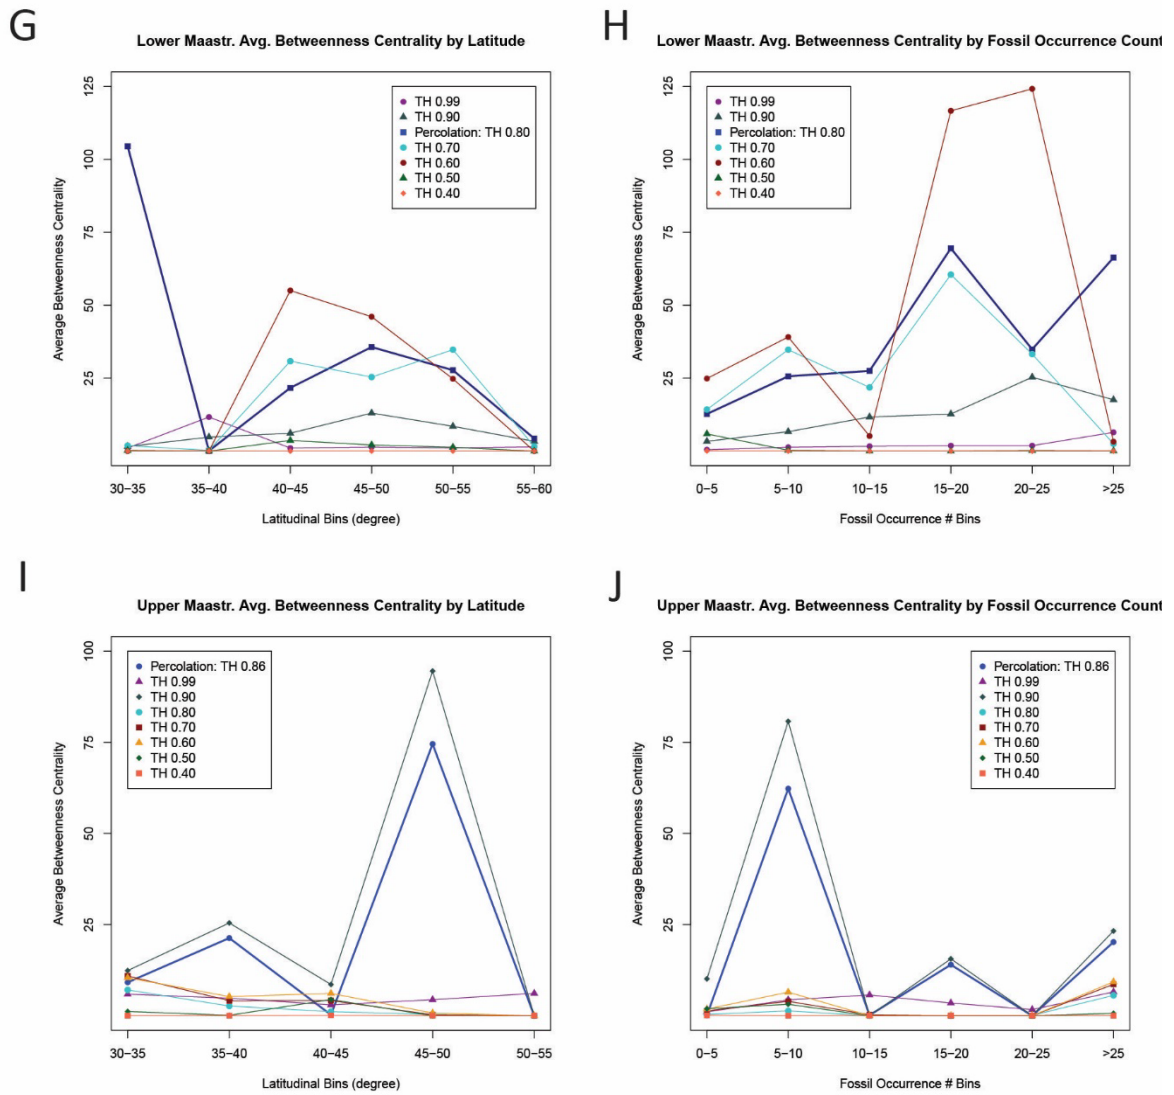 G
Lower Maastr. Avg. Betweenness Centrality by Latitude
Average Betweenness Centrality
125
100
75
50
25
TH 0.99
TH 0.90
Percolation: TH 0.80
TH 0.70
TH 0.60
TH 0.50
TH 0.40
30−35 35−40 40−45 45−50 50−55 55−60
Latitudinal Bins (degree)
H
Lower Maastr. Avg. Betweenness Centrality by Fossil Occurrence Count
Average Betweenness Centrality
125
100
75
50
25
TH 0.99
TH 0.90
Percolation: TH 0.80
TH 0.70
TH 0.60
TH 0.50
TH 0.40
0−5 5−10 10−15 15−20 20−25 >25
Fossil Occurrence # Bins
I
Upper Maastr. Avg. Betweenness Centrality by Latitude
Average Betweenness Centrality
100
75
50
25
Percolation: TH 0.86
TH 0.99
TH 0.90
TH 0.80
TH 0.70
TH 0.60
TH 0.50
TH 0.40
30−35 35−40 40−45 45−50 50−55
Latitudinal Bins (degree)
J
Upper Maastr. Avg. Betweenness Centrality by Fossil Occurrence Count
Average Betweenness Centrality
100
75
50
25
Percolation: TH 0.86
TH 0.99
TH 0.90
TH 0.80
TH 0.70
TH 0.60
TH 0.50
TH 0.40
0−5 5−10 10−15 15−20 20−25 >25
Fossil Occurrence # Bins